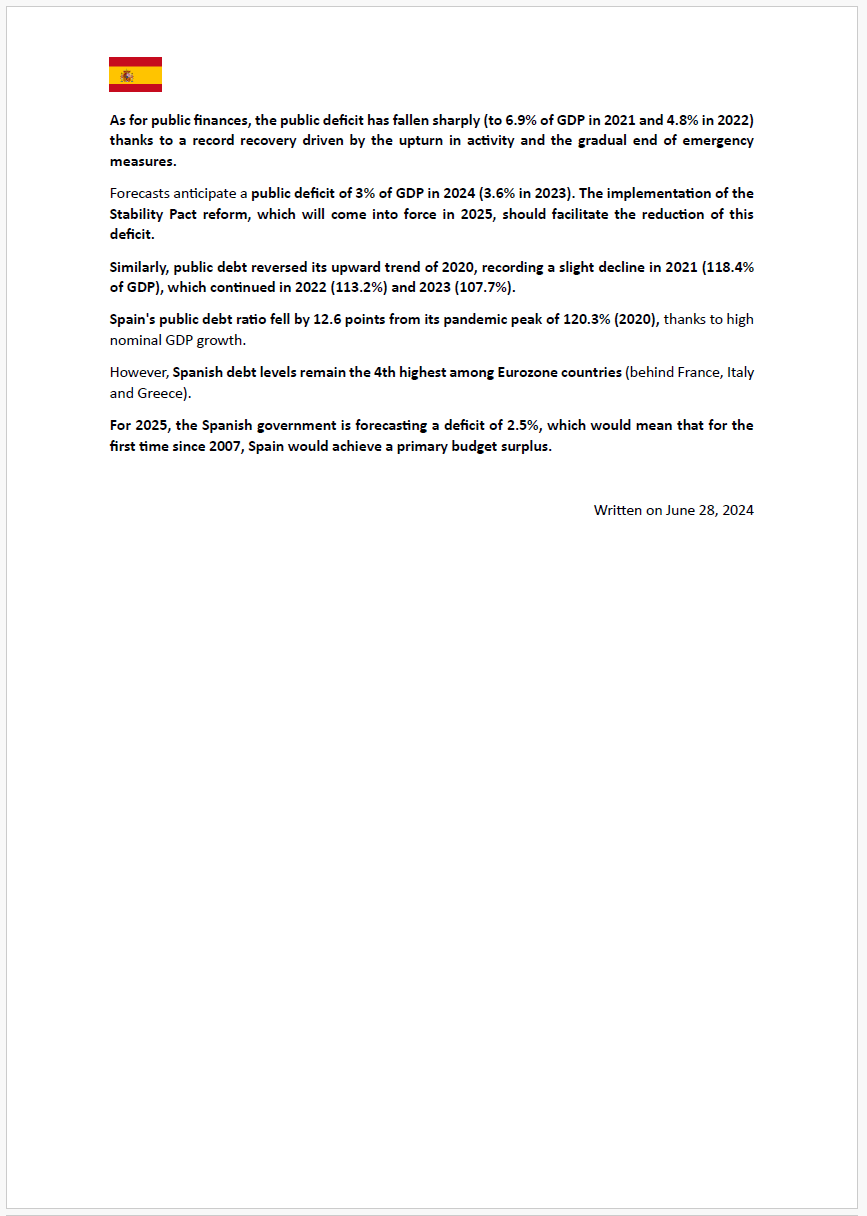 As for public finances, the public deficit has fallen sharply (to 6.9% of GDP in 2021 and 4.8% in 2022)
thanks to a record recovery driven by the upturn in activity and the gradual end of emergency
measures.
Forecasts anticipate a public deficit of 3% of GDP in 2024 (3.6% in 2023). The implementation of the
Stability Pact reform, which will come into force in 2025, should facilitate the reduction of this
deficit.
Similarly, public debt reversed its upward trend of 2020, recording a slight decline in 2021 (118.4%
of GDP), which continued in 2022 (113.2%) and 2023 (107.7%).
Spain's public debt ratio fell by 12.6 points from its pandemic peak of 120.3% (2020), thanks to high
nominal GDP growth.
However, Spanish debt levels remain the 4th highest among Eurozone countries (behind France, Italy
and Greece).
For 2025, the Spanish government is forecasting a deficit of 2.5%, which would mean that for the
first time since 2007, Spain would achieve a primary budget surplus.
Written on June 28, 2024